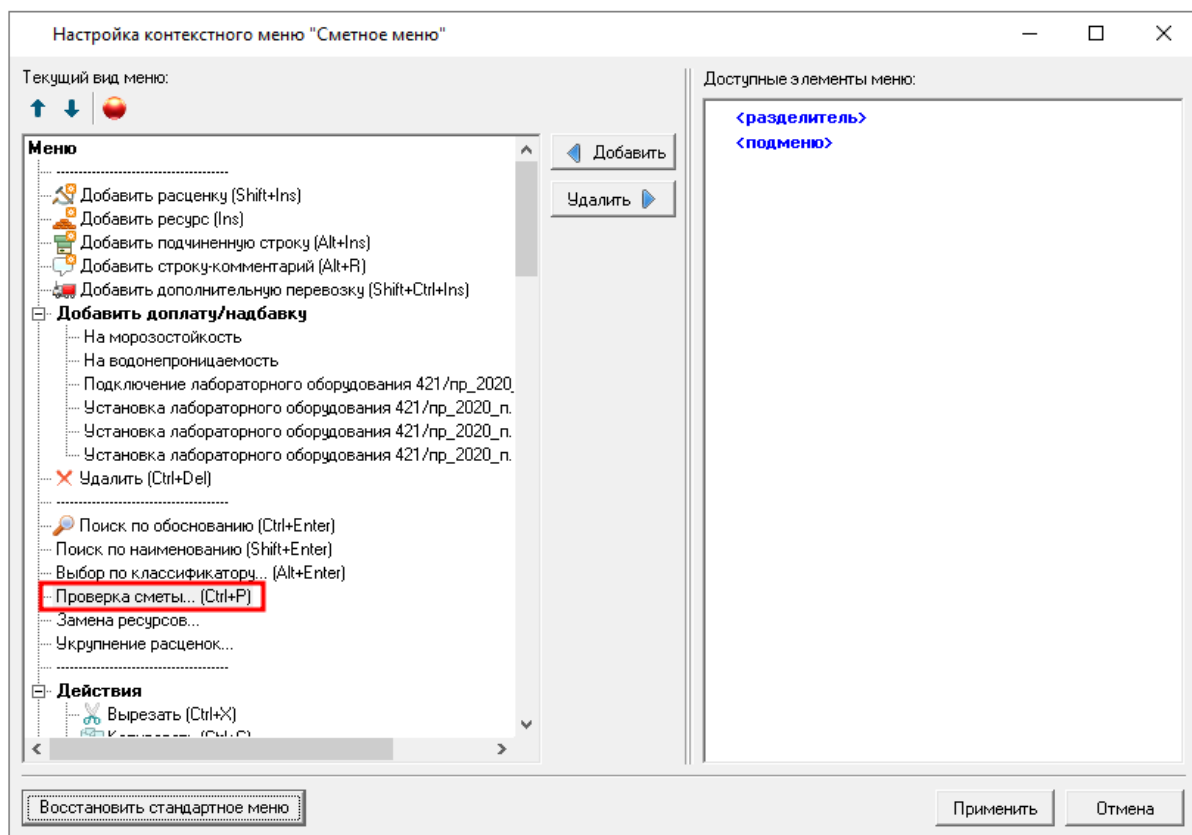 Настройка контекстного меню "Сметное меню"
Текущий вид меню:
Меню
Добавить расценку (Shift+Ins)
Добавить ресурс (Ins)
Добавить подчиненную строку (Alt+Ins)
Добавить строку-комментарий (Alt+R)
Добавить дополнительную перевозку (Shift+Ctrl+Ins)
Добавить доплату/надбавку
На морозостойкость
На водонепроницаемость
Подключение лабораторного оборудования 421/пр_2020_
Установка лабораторного оборудования 421/пр_2020_п.
Установка лабораторного оборудования 421/пр_2020_п.
Установка лабораторного оборудования 421/пр_2020_п.
Удалить (Ctrl+Del)
Поиск по обоснованию (Ctrl+Enter)
Поиск по наименованию (Shift+Enter)
Выбор по классификатору... (Alt+Enter)
Проверка сметы... (Ctrl+P)
Замена ресурсов...
Укрупнение расценок...
Действия
Вырезать (Ctrl+X)
Копировать (Ctrl+C)
Добавить
Удалить
Доступные элементы меню:
<разделитель>
<подменю>
Восстановить стандартное меню
Применить
Отмена